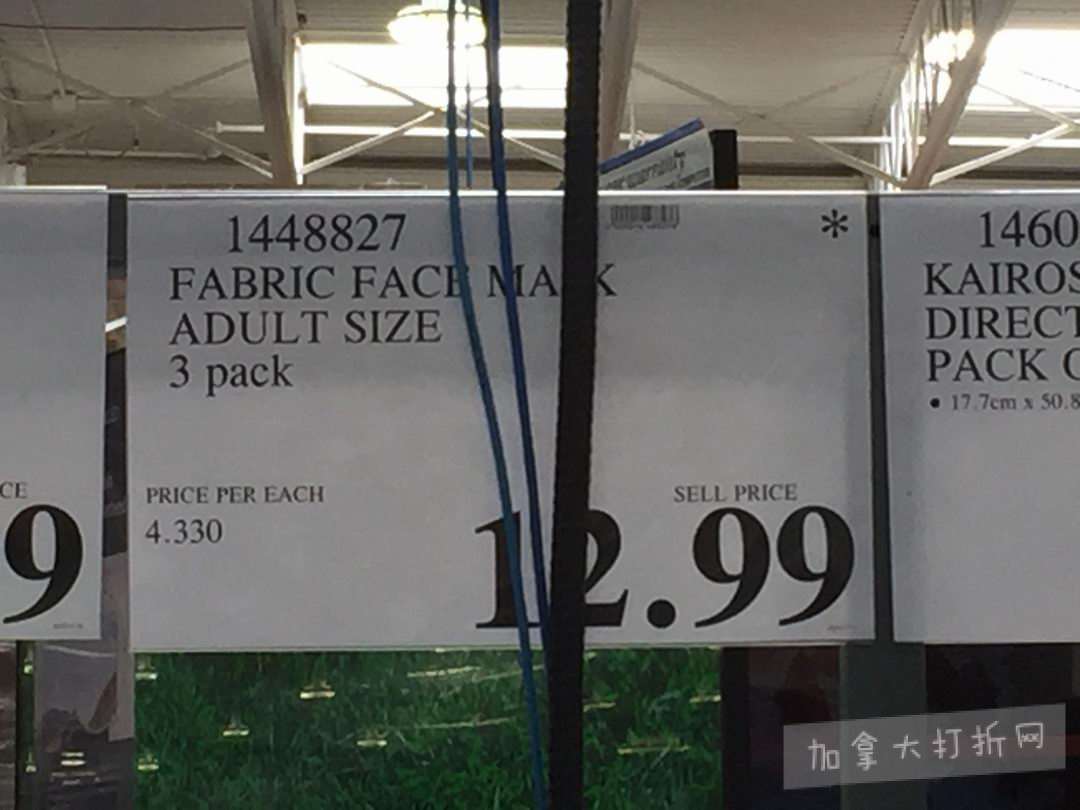 1448827
*
FABRIC FACE MASK
ADULT SIZE
3 pack
PRICE PER EACH
4.330
SELL PRICE
12.99
CE
9
1460
KAIROS
DIRECT
PACK
• 17.7cm x 50.8
加拿大打折网